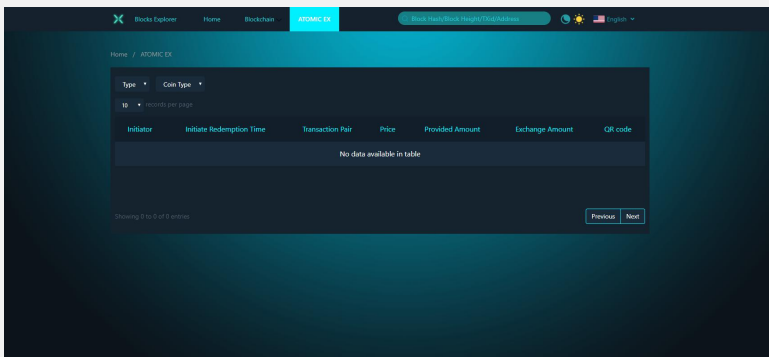 Blocks Explorer Home Blockchain ATOMIC EX Block Hash/Block Height/TXid/Address English
Home / ATOMIC EX
Type Coin Type
10 records per page
Initiator Initiate Redemption Time Transaction Pair Price Provided Amount Exchange Amount QR code
No data available in table
Showing 0 to 0 of 0 entries Previous Next